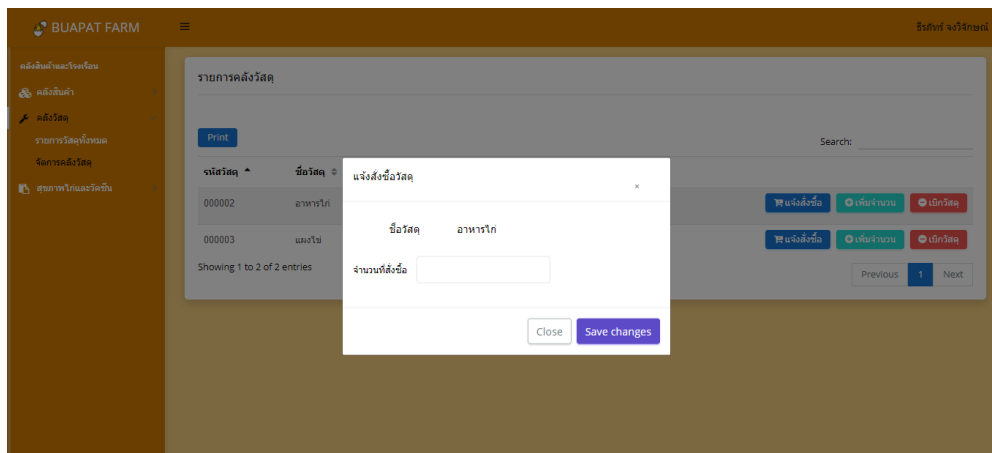 BUAPAT FARM
ธีรภัทร์ จงวิจักษณ์
คลังสินค้าและโรงเรือน
คลังสินค้า
คลังวัสดุ
รายการวัสดุทั้งหมด
จัดการคลังวัสดุ
สุขภาพไก่และวัคซีน
รายการคลังวัสดุ
Print
Search:
รหัสวัสดุ ชื่อวัสดุ
000002 อาหารไก่ แจ้งสั่งซื้อ เพิ่มจำนวน เบิกวัสดุ
000003 แผงไข่ แจ้งสั่งซื้อ เพิ่มจำนวน เบิกวัสดุ
Showing 1 to 2 of 2 entries
Previous 1 Next
แจ้งสั่งซื้อวัสดุ
×
ชื่อวัสดุ อาหารไก่
จำนวนที่สั่งซื้อ
Close Save changes